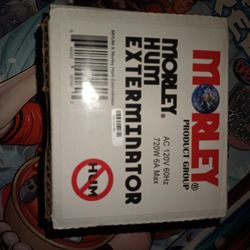 MORLEY®
PRODUCT GROUP
MORLEY®
HUM
EXTERMINATOR
AC 120V 60Hz
720W 6A Max
HUM